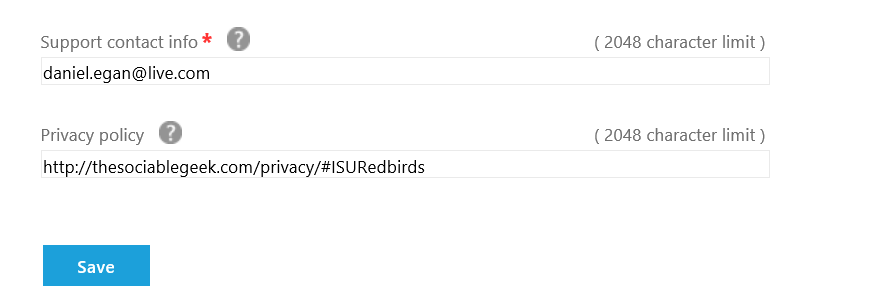 Support contact info * ? ( 2048 character limit )
daniel.egan@live.com
Privacy policy ? ( 2048 character limit )
http://thesociablegeek.com/privacy/#ISURedbirds
Save